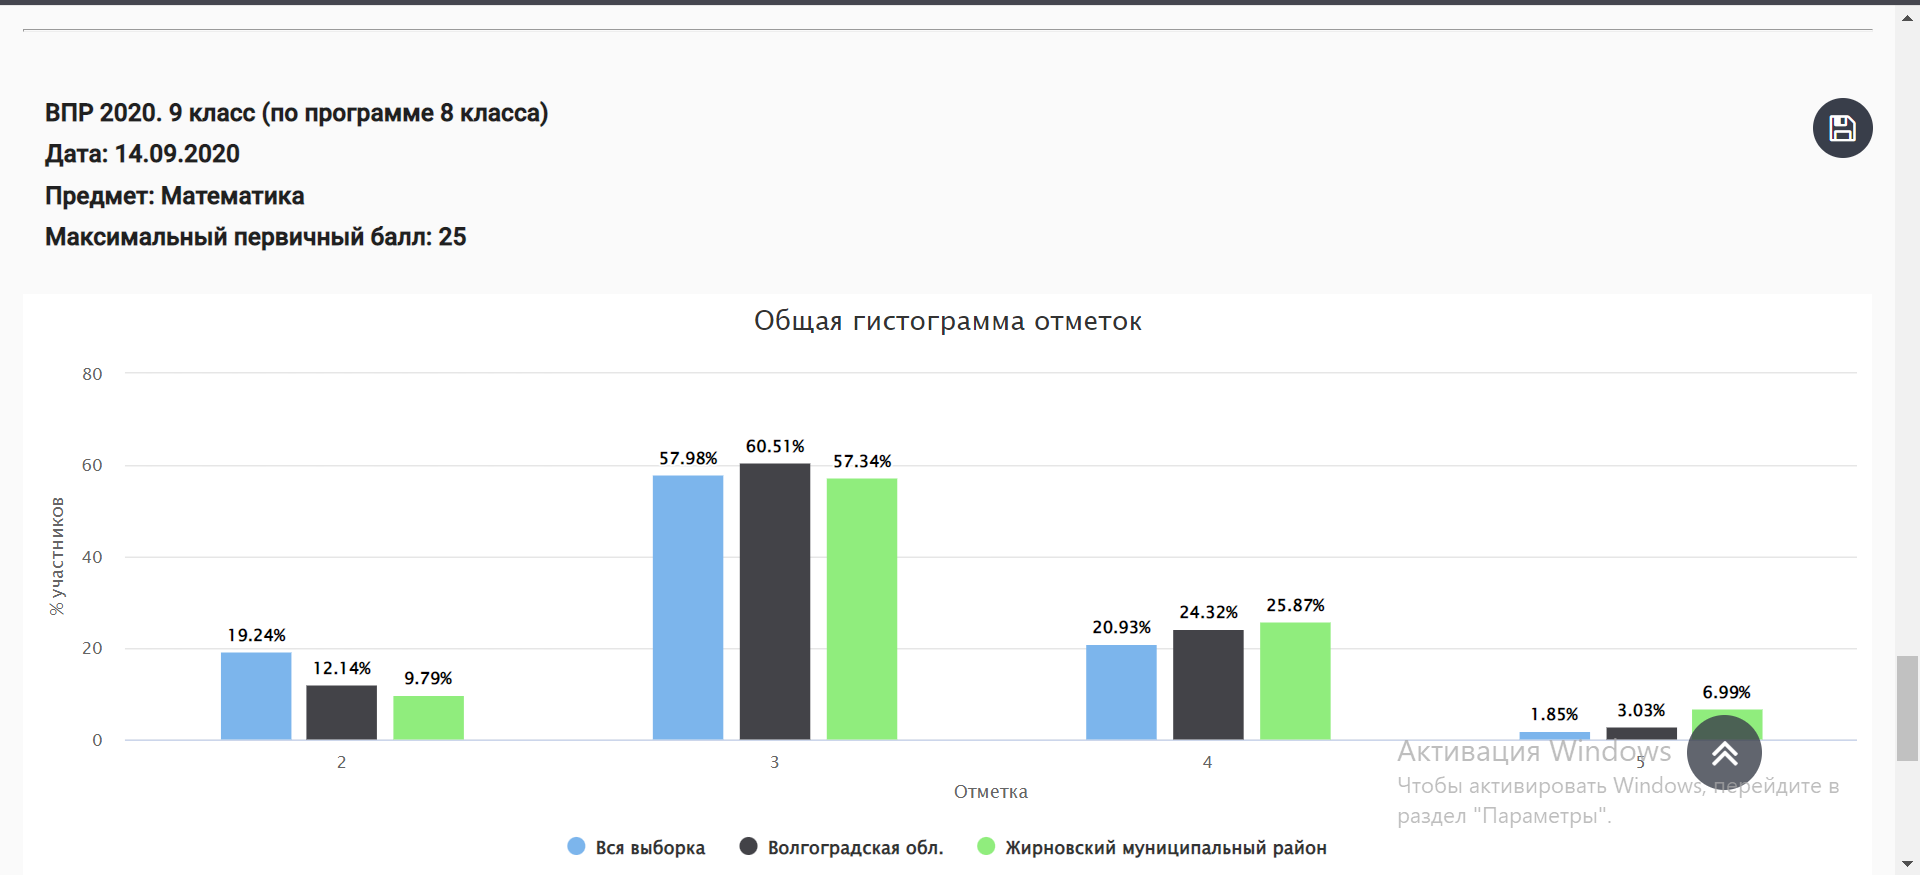 ВПР 2020. 9 класс (по программе 8 класса)
Дата: 14.09.2020
Предмет: Математика
Максимальный первичный балл: 25
Общая гистограмма отметок
80
60
40
20
0
% участников
19.24%
12.14%
9.79%
57.98%
60.51%
57.34%
20.93%
24.32%
25.87%
1.85%
3.03%
6.99%
2
3
4
5
Отметка
Вся выборка
Волгоградская обл.
Жирновский муниципальный район
Активация Windows
Чтобы активировать Windows, перейдите в
раздел "Параметры".